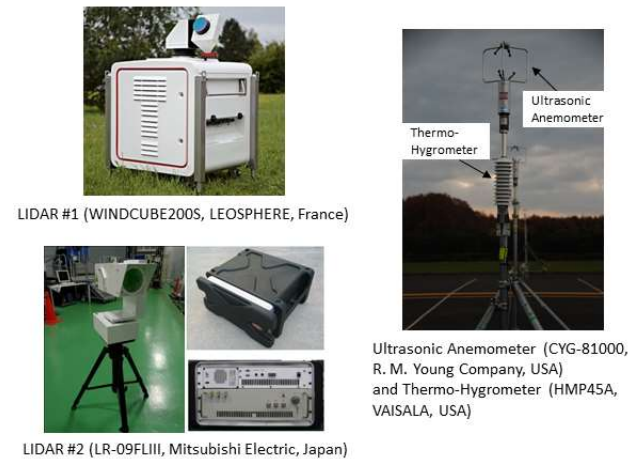 LIDAR #1 (WINDCUBE200S, LEOSPHERE, France)
LIDAR #2 (LR-09FLIII, Mitsubishi Electric, Japan)
Ultrasonic
Anemometer
Thermo-
Hygrometer
Ultrasonic Anemometer (CYG-81000,
R. M. Young Company, USA)
and Thermo-Hygrometer (HMP45A,
VAISALA, USA)